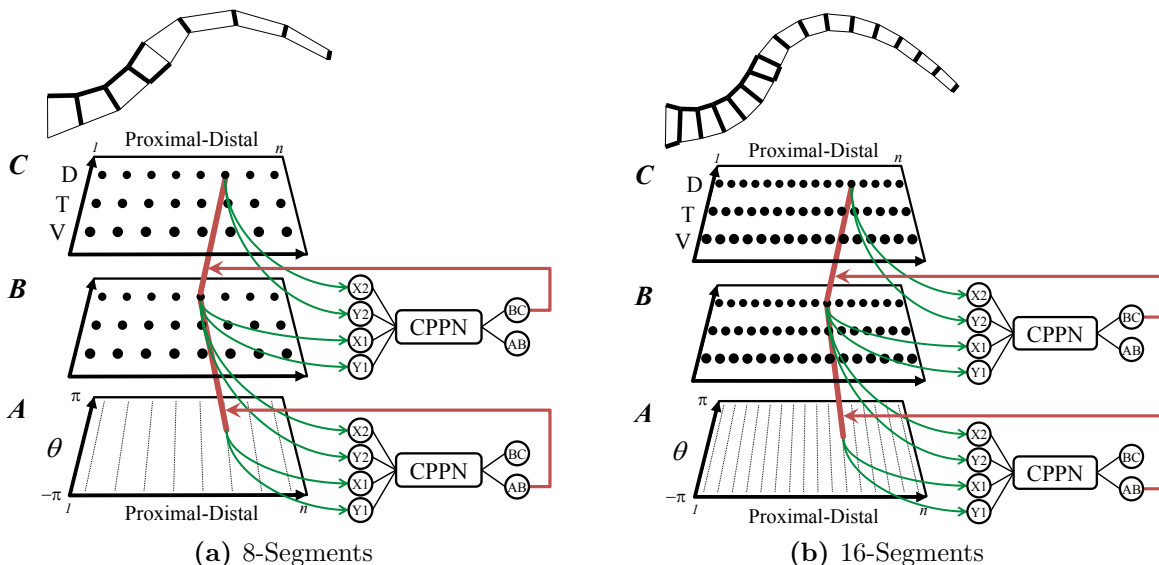 Proximal-Distal
1 n
C
D
T
V
B
X2
Y2
X1
Y1
CPPN
BC
AB
A
π
θ
−π
1 n
Proximal-Distal
X2
Y2
X1
Y1
CPPN
BC
AB
(a) 8-Segments
Proximal-Distal
1 n
C
D
T
V
B
X2
Y2
X1
Y1
CPPN
BC
AB
A
π
θ
−π
1 n
Proximal-Distal
X2
Y2
X1
Y1
CPPN
BC
AB
(b) 16-Segments